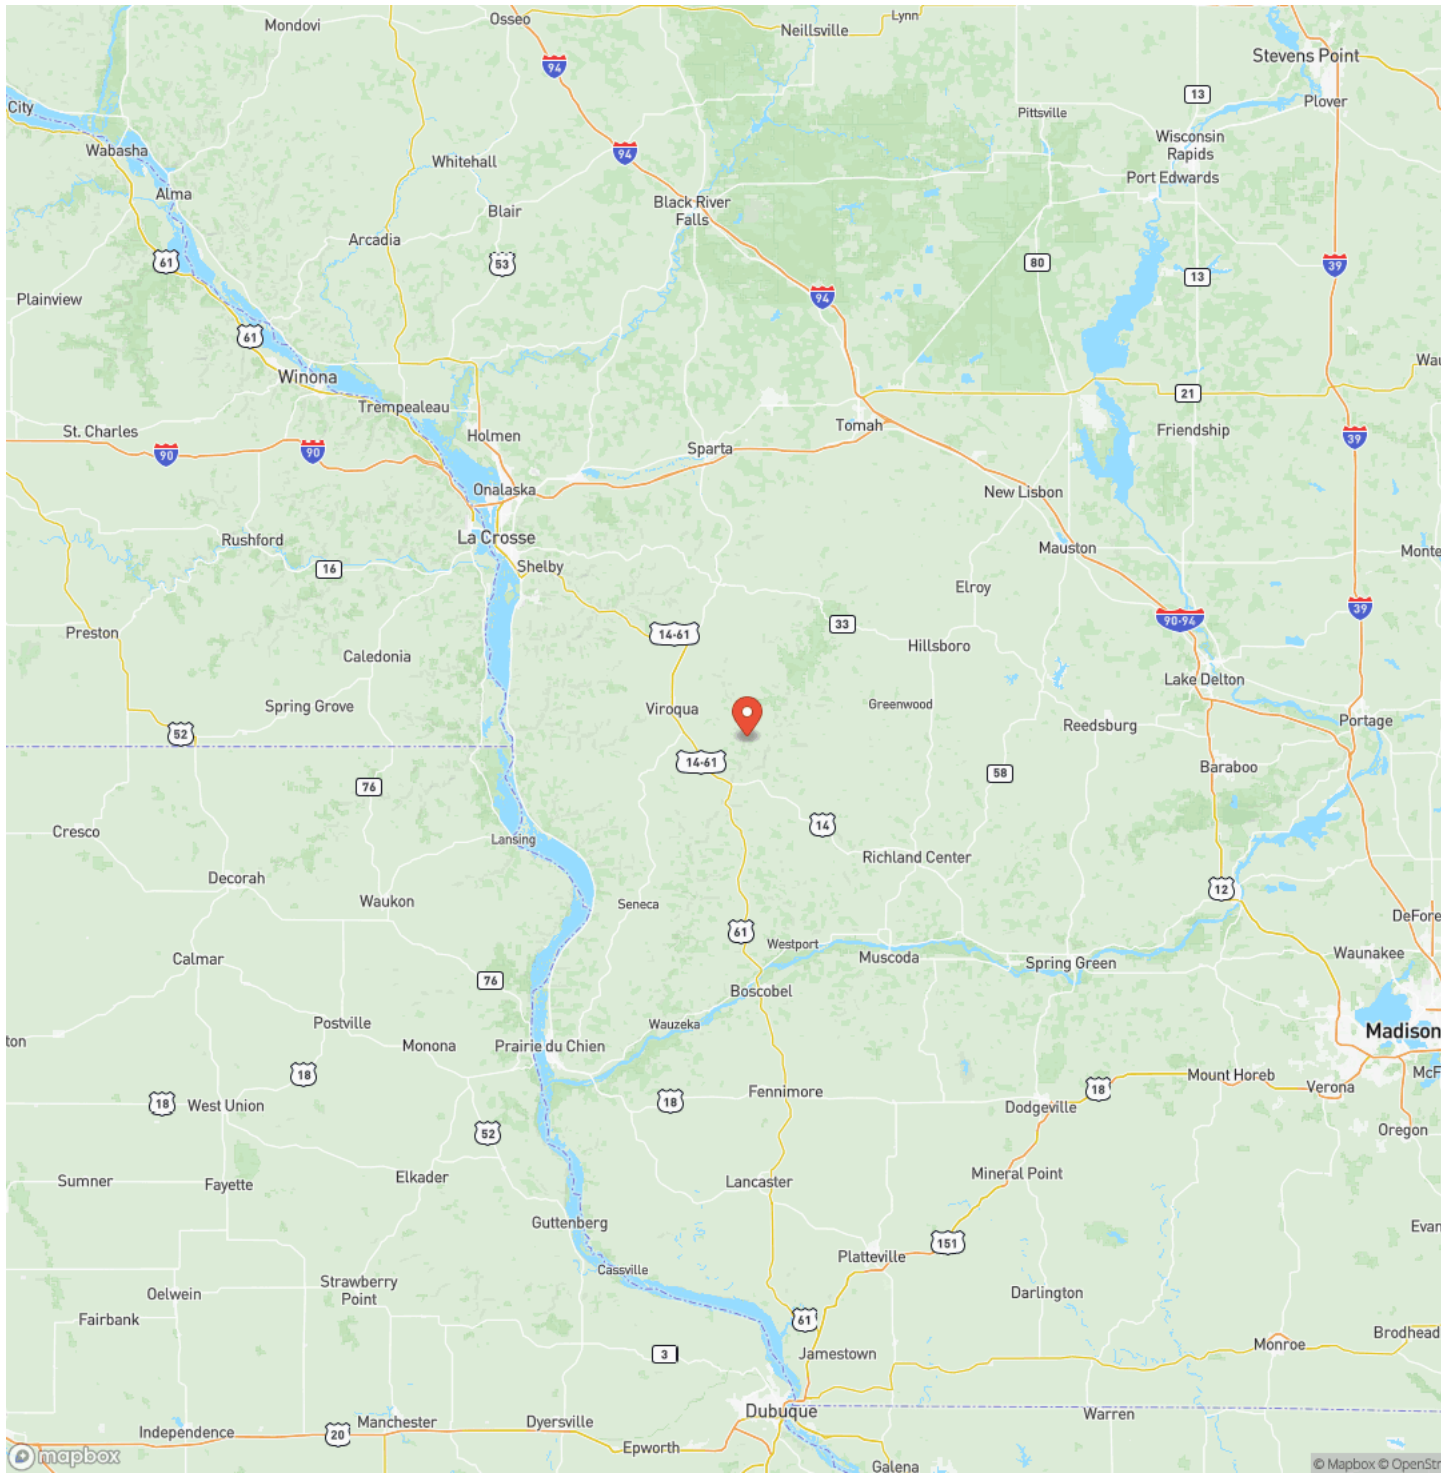 Osseo
Lynn
Mondovi
Neillsville
94
Stevens Point
13
Plover
City
Pittsville
Wabasha
94
Wisconsin
Rapids
Whitehall
Port Edwards
Alma
Black River
Falls
Blair
Arcadia
61
53
80
39
13
Plainview
94
61
Wau
Winona
21
Trempealeau
St. Charles
Holmen
Tomah
Friendship
90
90
Sparta
39
Onalaska
New Lisbon
Rushford
La Crosse
Mauston
Monte
16
Shelby
Elroy
39
90-94
Preston
14-61
33
Caledonia
Hillsboro
Lake Delton
Spring Grove
Viroqua
Greenwood
Reedsburg
Portage
52
14-61
58
Baraboo
76
14
Cresco
Lansing
Richland Center
Decorah
12
Waukon
Seneca
DeFore
61
Westport
Waunakee
Calmar
Muscoda
Spring Green
76
Boscobel
Postville
Wauzeka
Madison
ton
Monona
Prairie du Chien
18
Mount Horeb
McF
Verona
18
Fennimore
18
18
West Union
Dodgeville
52
Oregon
Elkader
Mineral Point
Sumner
Fayette
Lancaster
Guttenberg
Evan
151
Platteville
Cassville
Strawberry
Point
Oelwein
Darlington
Fairbank
61
Brodhead
3
Jamestown
Monroe
Dubuque
Warren
Manchester
Dyersville
Independence
20
Epworth
mapbox
Galena
© Mapbox © OpenStr